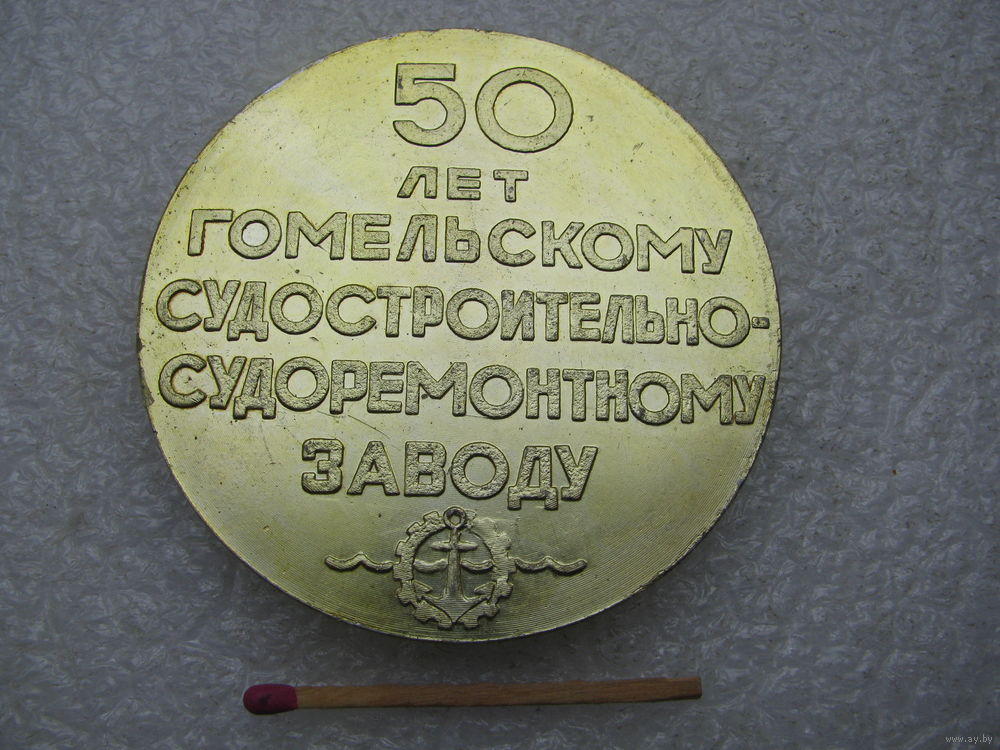 50
ЛЕТ
ГОМЕЛЬСКОМУ
СУДОСТРОИТЕЛЬНО-
СУДОРЕМОНТНОМУ
ЗАВОДУ
www.ay.by